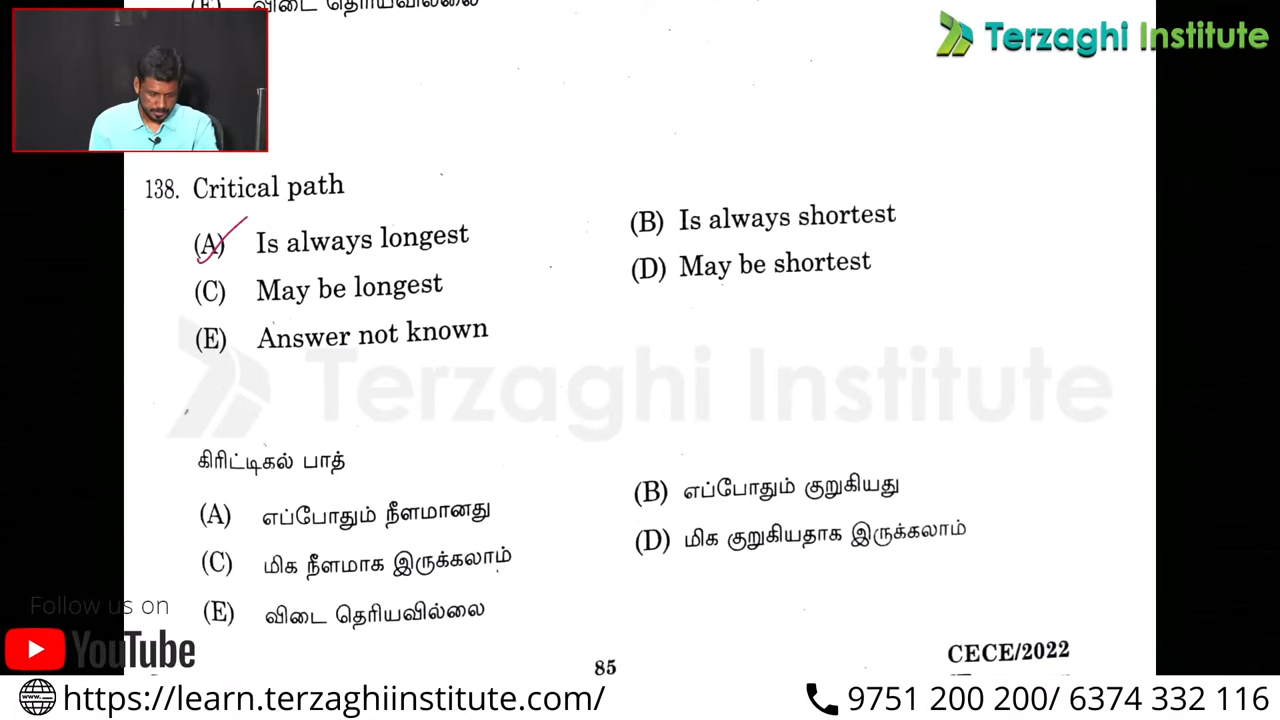 (E) விடை தெரியவில்லை
Terzaghi Institute
138. Critical path
(A) Is always longest
(B) Is always shortest
(C) May be longest
(D) May be shortest
(E) Answer not known
Terzaghi Institute
கிரிட்டிகல் பாத்
(A) எப்போதும் நீளமானது
(B) எப்போதும் குறுகியது
(C) மிக நீளமாக இருக்கலாம்
(D) மிக குறுகியதாக இருக்கலாம்
(E) விடை தெரியவில்லை
Follow us on
YouTube
85
CECE/2022
https://learn.terzaghiinstitute.com/
9751 200 200/ 6374 332 116